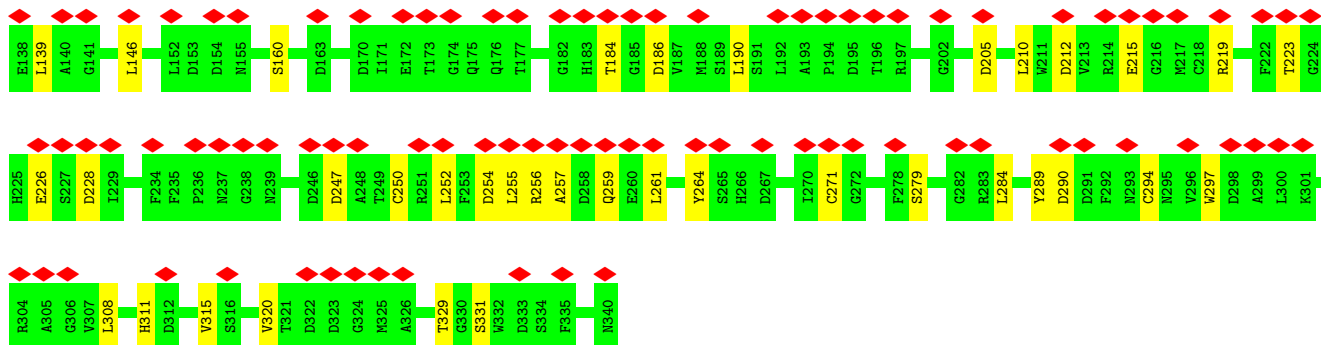 E138 L139 A140 G141 L146 L152 D153 D154 N155 S160 D163 D170 I171 E172 T173 G174 Q175 Q176 T177 G182 H183 T184 G185 D186 V187 M188 S189 L190 S191 L192 A193 P194 D195 T196 R197 G202 D205 L210 W211 D212 V213 R214 E215 G216 M217 C218 R219 F222 T223 G224
H225 E226 S227 D228 I229 F234 F235 P236 N237 G238 N239 D246 D247 A248 T249 C250 R251 L252 F253 D254 L255 R256 A257 D258 Q259 E260 L261 Y264 S265 H266 D267 I270 C271 G272 F278 S279 G282 R283 L284 Y289 D290 D291 F292 N293 C294 N295 V296 W297 D298 A299 L300 K301
R304 A305 G306 V307 L308 H311 D312 V315 S316 V320 T321 D322 D323 G324 M325 A326 T329 G330 S331 W332 D333 S334 F335 N340